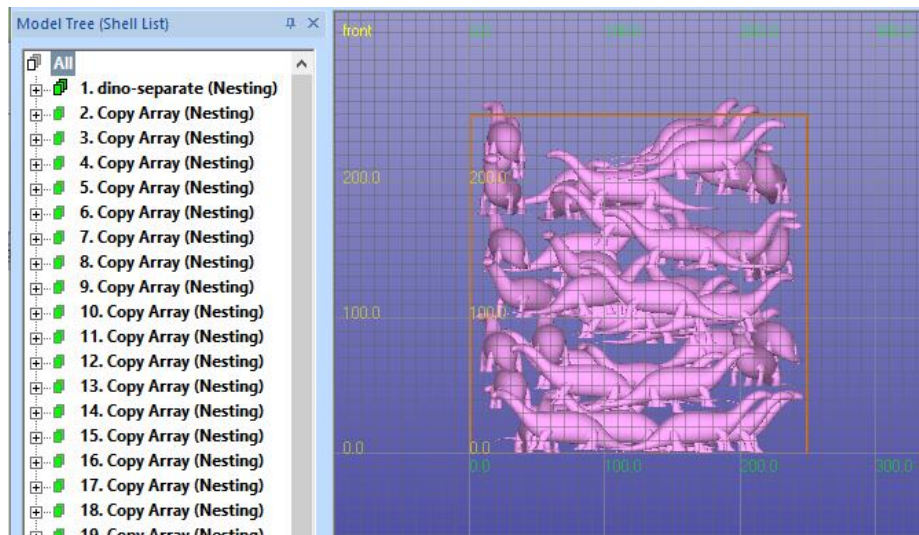 Model Tree (Shell List)
All
1. dino-separate (Nesting)
2. Copy Array (Nesting)
3. Copy Array (Nesting)
4. Copy Array (Nesting)
5. Copy Array (Nesting)
6. Copy Array (Nesting)
7. Copy Array (Nesting)
8. Copy Array (Nesting)
9. Copy Array (Nesting)
10. Copy Array (Nesting)
11. Copy Array (Nesting)
12. Copy Array (Nesting)
13. Copy Array (Nesting)
14. Copy Array (Nesting)
15. Copy Array (Nesting)
16. Copy Array (Nesting)
17. Copy Array (Nesting)
18. Copy Array (Nesting)
19. Copy Array (Nesting)
front
200.0 200.0
100.0 100.0
0.0 0.0
0.0 100.0 200.0 300.0